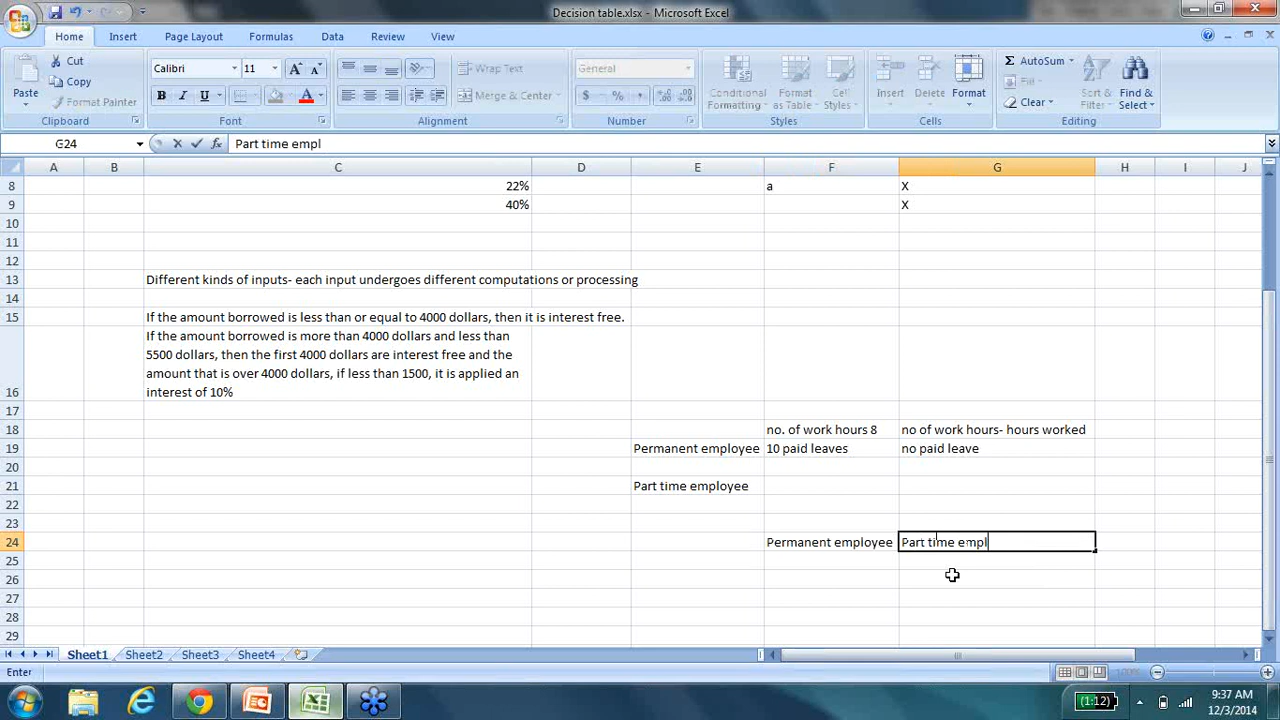 Decision table.xlsx - Microsoft Excel
Home Insert Page Layout Formulas Data Review View
Paste
Cut
Copy
Format Painter
Clipboard
Calibri 11
B I U
Font
Wrap Text
Merge & Center
Alignment
General
$ % ,
Number
Conditional Formatting
Format as Table
Cell Styles
Styles
Insert
Delete
Format
Cells
AutoSum
Fill
Clear
Sort & Filter
Find & Select
Editing
G24 fx Part time empl
A B C D E F G H I J
8 22% a X
9 40% X
10
11
12
13 Different kinds of inputs- each input undergoes different computations or processing
14
15 If the amount borrowed is less than or equal to 4000 dollars, then it is interest free.
If the amount borrowed is more than 4000 dollars and less than
5500 dollars, then the first 4000 dollars are interest free and the
amount that is over 4000 dollars, if less than 1500, it is applied an
16 interest of 10%
17
18 no. of work hours 8 no of work hours- hours worked
19 Permanent employee 10 paid leaves no paid leave
20
21 Part time employee
22
23
24 Permanent employee Part time empl
25
26
27
28
29
Sheet1 Sheet2 Sheet3 Sheet4
Enter
100%
(1:12)
9:37 AM
12/3/2014